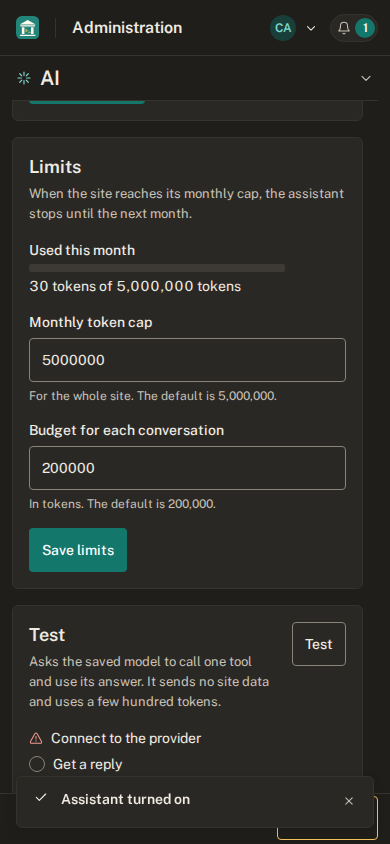 Administration
CA
1
AI
Limits
When the site reaches its monthly cap, the assistant
stops until the next month.
Used this month
30 tokens of 5,000,000 tokens
Monthly token cap
5000000
For the whole site. The default is 5,000,000.
Budget for each conversation
200000
In tokens. The default is 200,000.
Save limits
Test
Test
Asks the saved model to call one tool
and use its answer. It sends no site data
and uses a few hundred tokens.
Connect to the provider
Get a reply
Assistant turned on